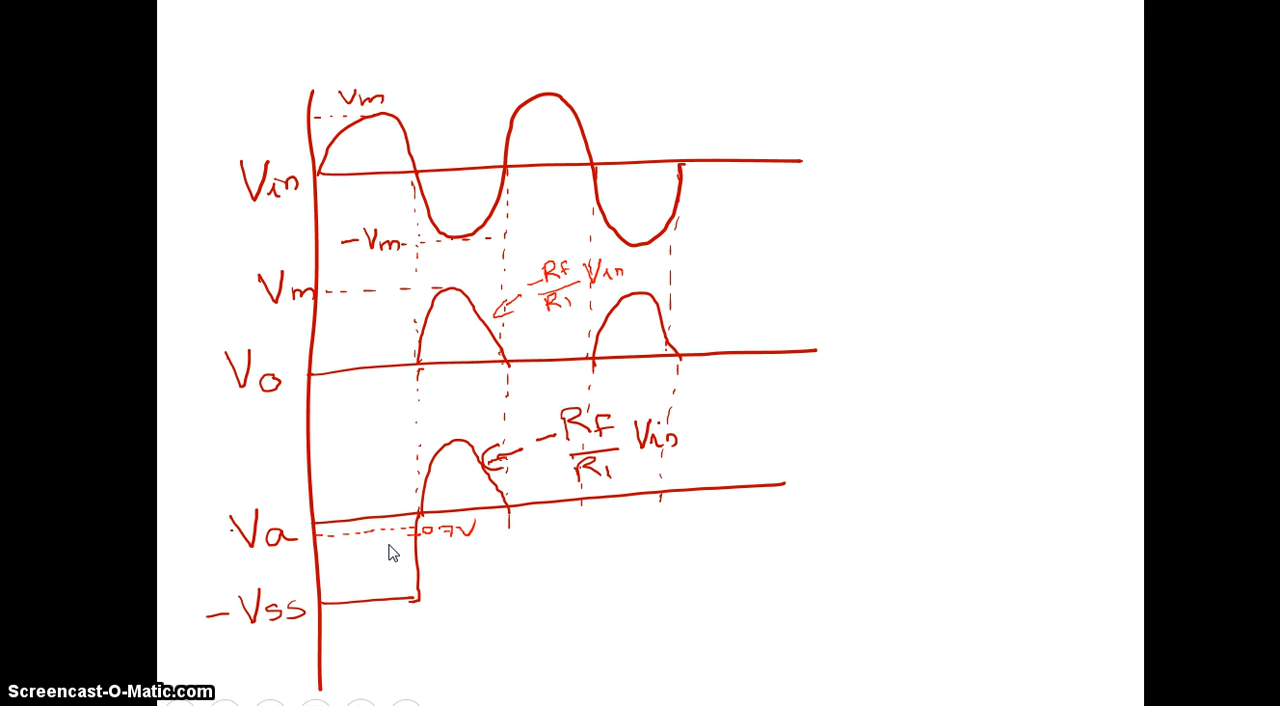 Vm
Vin
-Vm
Vm
-Rf/R1 Vin
Vo
-Rf/R1 Vin
Va
0.7V
-Vss
Screencast-O-Matic.com